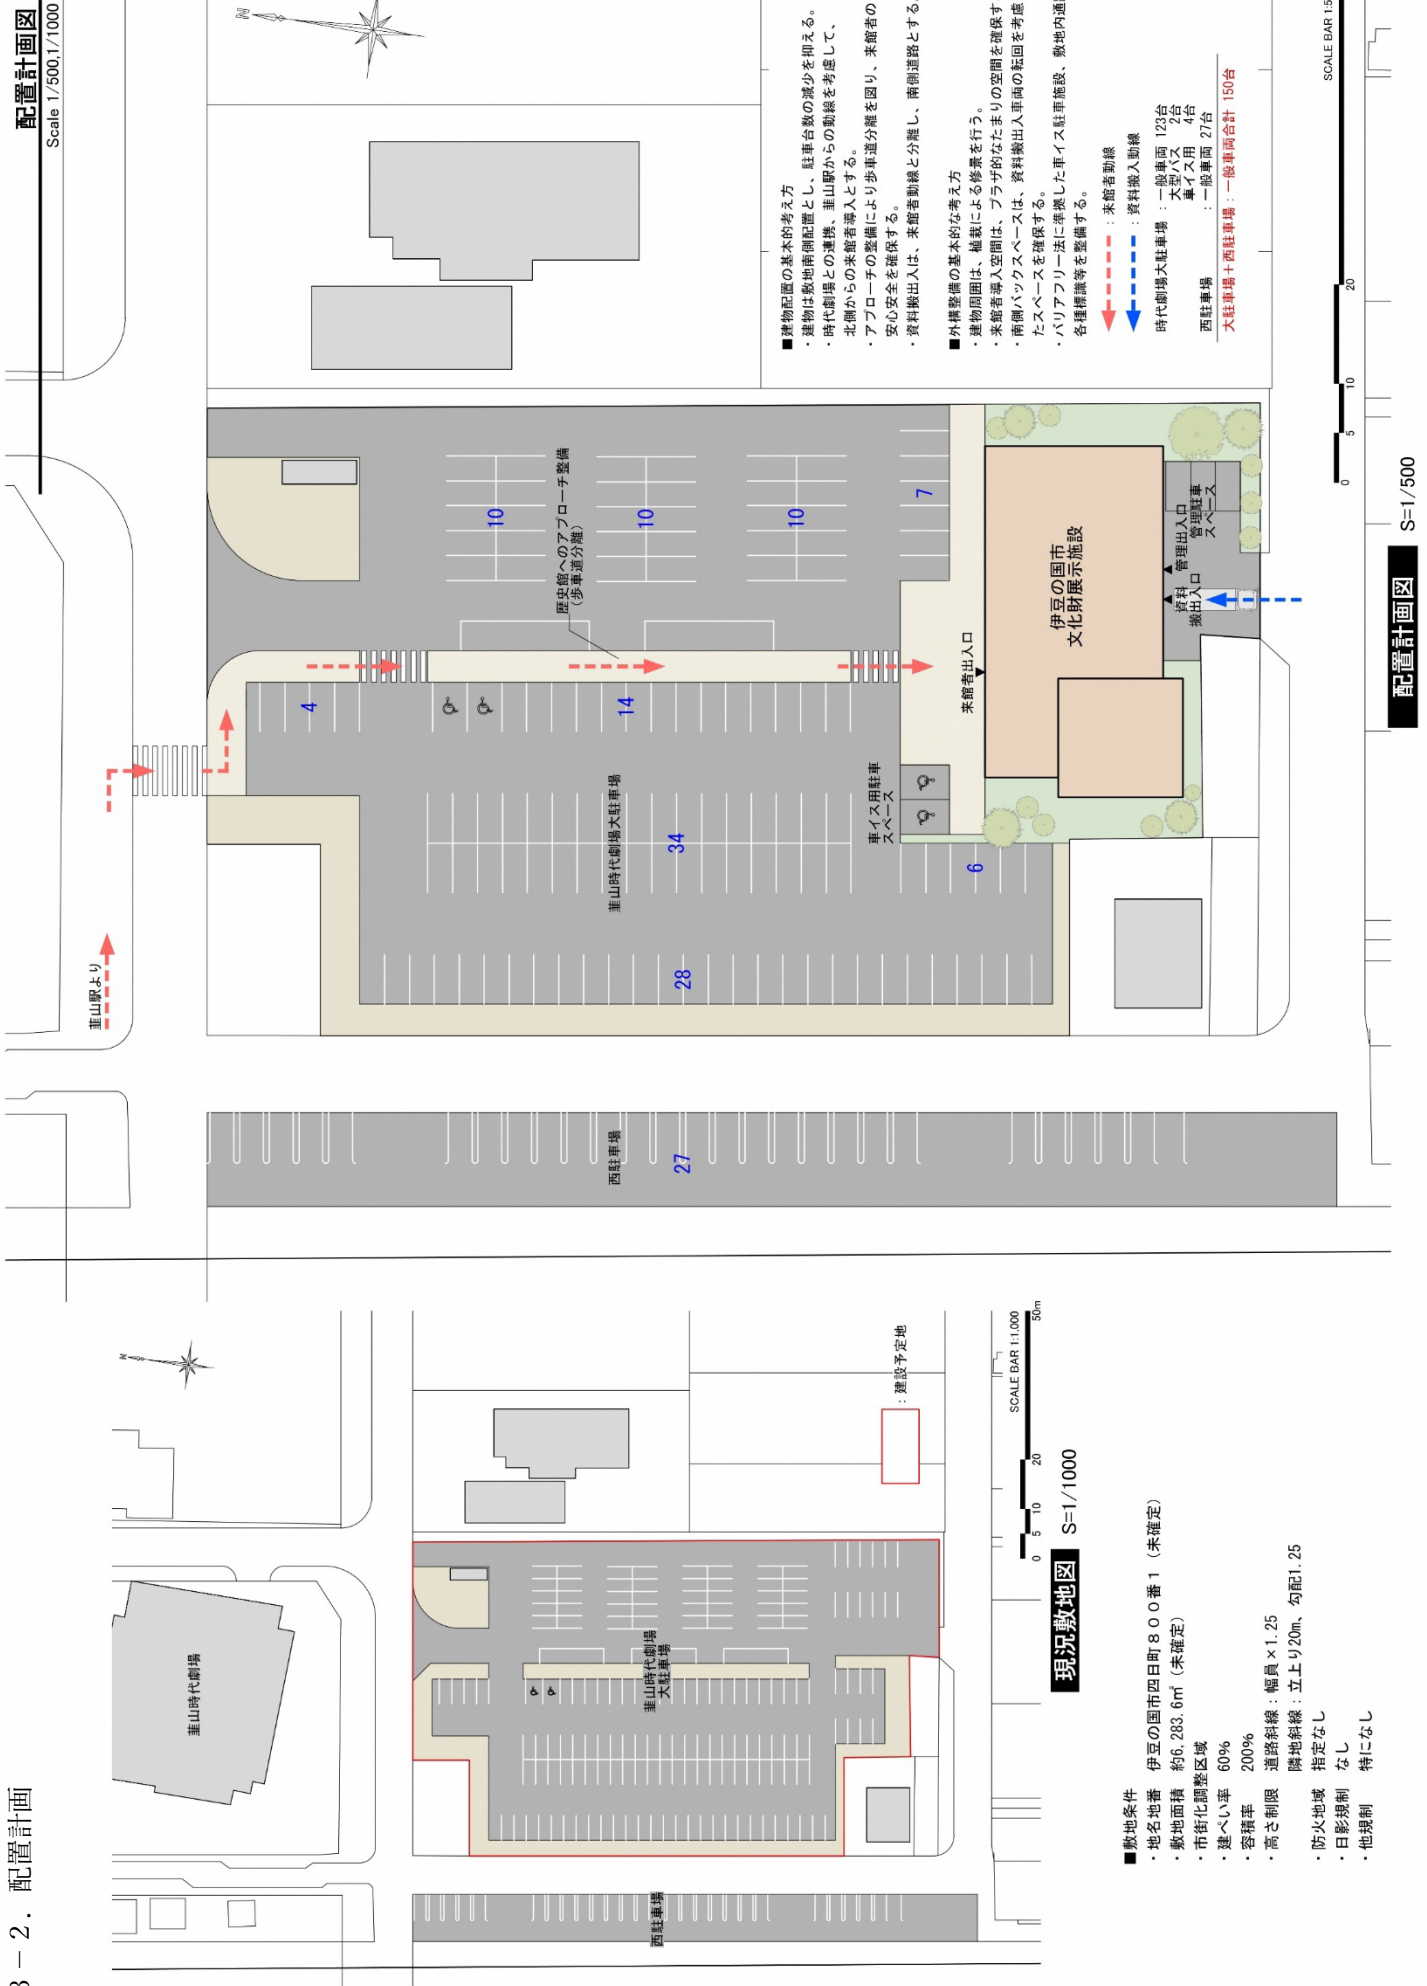 3－2．配置計画
配置計画図
Scale 1/500,1/1000
N
韮山時代劇場
韮山時代劇場
大駐車場
西駐車場
：建設予定地
SCALE BAR 1:1,000
0 5 10 20 50m
現況敷地図 S=1/1000
■敷地条件
・地名地番 伊豆の国市四日町８００番１（未確定）
・敷地面積 約6,283.6㎡（未確定）
・市街化調整区域
・建ぺい率 60%
・容積率 200%
・高さ制限 道路斜線：幅員×1.25
隣地斜線：立上り20m、勾配1.25
・防火地域 指定なし
・日影規制 なし
・他規制 特になし
N
韮山駅より
歴史館へのアプローチ整備
（歩車道分離）
4
10
10
10
7
14
34
28
6
27
韮山時代劇場大駐車場
西駐車場
車イス用駐車
スペース
来館者出入口
伊豆の国市
文化財展示施設
資料
搬出入口
管理出入口
管理駐車
スペース
■建物配置の基本的考え方
・建物は敷地南側配置とし、駐車台数の減少を抑える。
・時代劇場との連携、韮山駅からの動線を考慮して、
北側からの来館者導入とする。
・アプローチの整備により歩車道分離を図り、来館者の
安心安全を確保する。
・資料搬出入は、来館者動線と分離し、南側道路とする。
■外構整備の基本的な考え方
・建物周囲は、植栽による修景を行う。
・来館者導入空間は、プラザ的なたまりの空間を確保す
・南側バックスペースは、資料搬出入車両の転回を考慮
たスペースを確保する。
・バリアフリー法に準拠した車イス駐車施設、敷地内通
各種標識等を整備する。
：来館者動線
：資料搬入動線
時代劇場大駐車場 ：一般車両 123台
大型バス 2台
車イス用 4台
西駐車場 ：一般車両 27台
大駐車場＋西駐車場：一般車両合計 150台
SCALE BAR 1:5
0 5 10 20
配置計画図 S=1/500